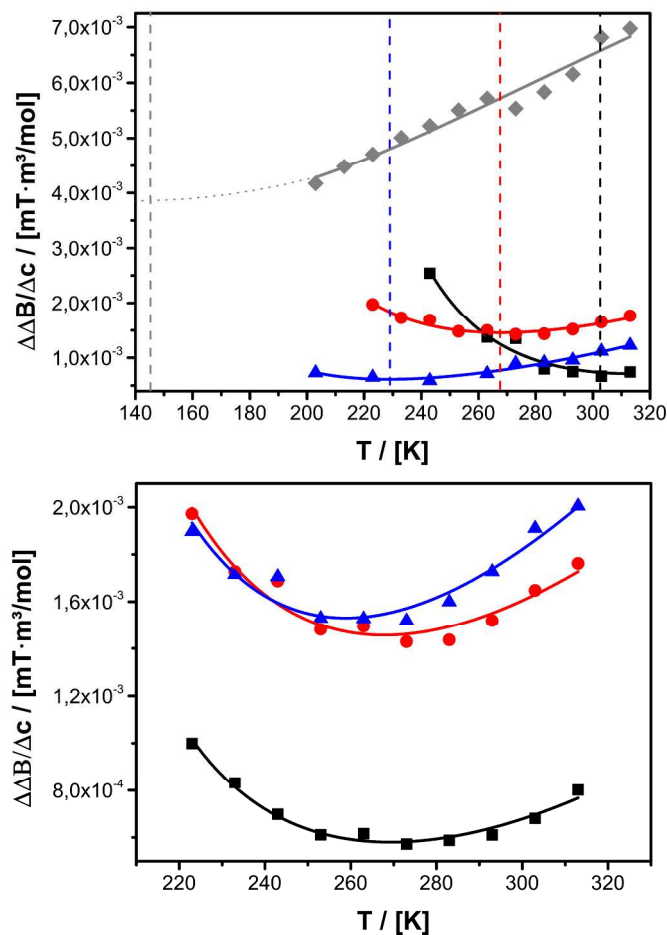 7,0x10⁻³
6,0x10⁻³
5,0x10⁻³
4,0x10⁻³
3,0x10⁻³
2,0x10⁻³
1,0x10⁻³
ΔΔB/Δc / [mT·m³/mol]
140 160 180 200 220 240 260 280 300 320
T / [K]
2,0x10⁻³
1,6x10⁻³
1,2x10⁻³
8,0x10⁻⁴
ΔΔB/Δc / [mT·m³/mol]
220 240 260 280 300 320
T / [K]